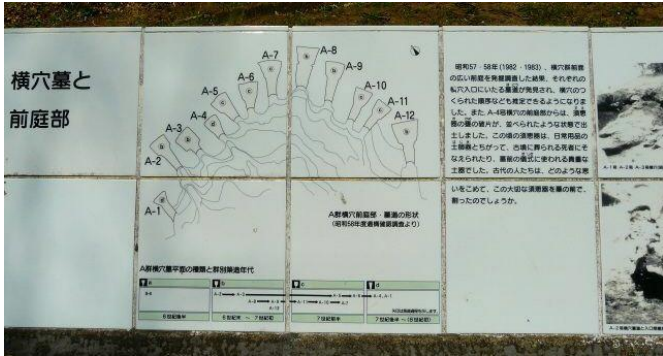 横穴墓と
前庭部
A-1
A-2
A-3
A-4
A-5
A-6
A-7
A-8
A-9
A-10
A-11
A-12
A群横穴前庭部・墓道の形状
(昭和58年度遺構確認調査より)
A群横穴墓平面の種類と群別築造年代
a
b
c
d
6世紀後半
6世紀末 ～ 7世紀初
7世紀前半
昭和57・58年(1982・1983)、横穴群前面
の広い前庭を発掘調査した結果、それぞれの
横穴入口にいたる墓道が発見され、横穴のつ
くられた順序なども推定できるようになりま
した。また A-4号横穴の前庭部からは、須恵
器の甕の破片が、並べられたような状態で出
土しました。この頃の須恵器は、日常用品の
土師器とちがって、古墳に葬られる死者にそ
なえられたり、墓前の儀式に使われる貴重な
土器でした。古代の人たちは、どのような思
いをこめて、この大切な須恵器を墓の前で、
割ったのでしょうか。